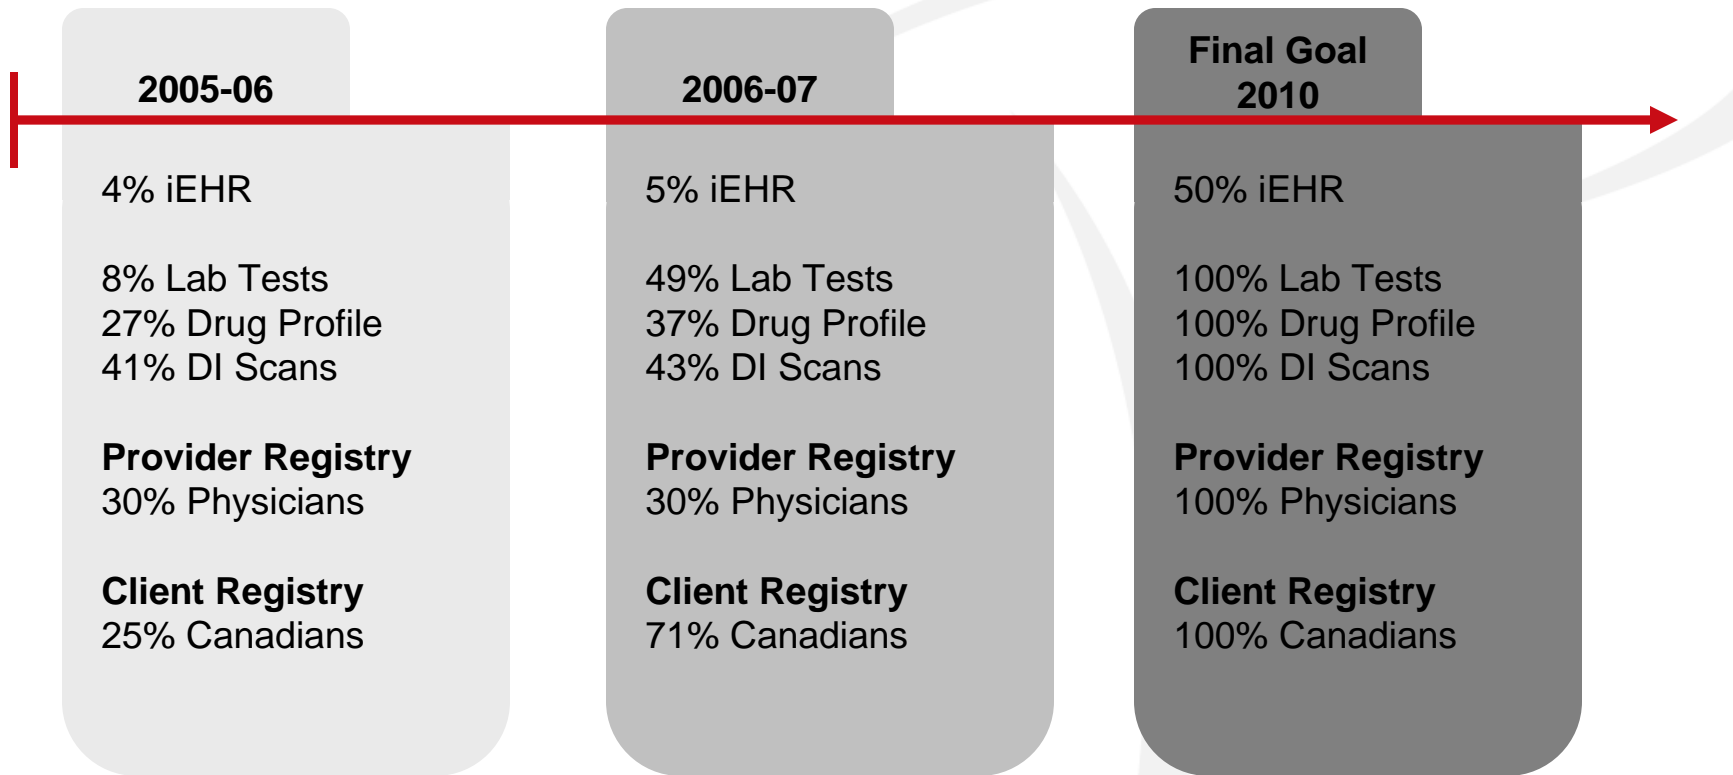 2005-06
4% iEHR
8% Lab Tests
27% Drug Profile
41% DI Scans
Provider Registry
30% Physicians
Client Registry
25% Canadians
2006-07
5% iEHR
49% Lab Tests
37% Drug Profile
43% DI Scans
Provider Registry
30% Physicians
Client Registry
71% Canadians
Final Goal
2010
50% iEHR
100% Lab Tests
100% Drug Profile
100% DI Scans
Provider Registry
100% Physicians
Client Registry
100% Canadians